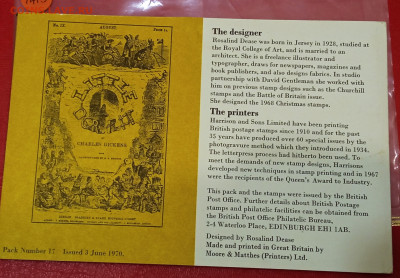 No. IX.
AUGUST.
Price 1s.
LITTLE
DORRIT
BY
CHARLES DICKENS.
Pack Number 17 Issued 3 June 1970.
The designer
Rosalind Dease was born in Jersey in 1928, studied at
the Royal College of Art, and is married to an
architect. She is a freelance illustrator and
typographer, draws for newspapers, magazines and
book publishers, and also designs fabrics. In studio
partnership with David Gentleman she worked with
him on previous stamp designs such as the Churchill
stamps and the Battle of Britain issue.
She designed the 1968 Christmas stamps.
The printers
Harrison and Sons Limited have been printing
British postage stamps since 1910 and for the past
35 years have produced over 60 special issues by the
photogravure method which they introduced in 1934.
The letterpress process had hitherto been used. To
meet the demands of new stamp designs, Harrisons
developed new techniques in stamp printing and in 1967
were the recipients of the Queen's Award to Industry.
This pack and the stamps were issued by the British
Post Office. Further details about British Postage
stamps and philatelic facilities can be obtained from
the British Post Office Philatelic Bureau,
2-4 Waterloo Place, EDINBURGH EH1 1AB.
Designed by Rosalind Dease
Made and printed in Great Britain by
Moore & Matthes (Printers) Ltd.